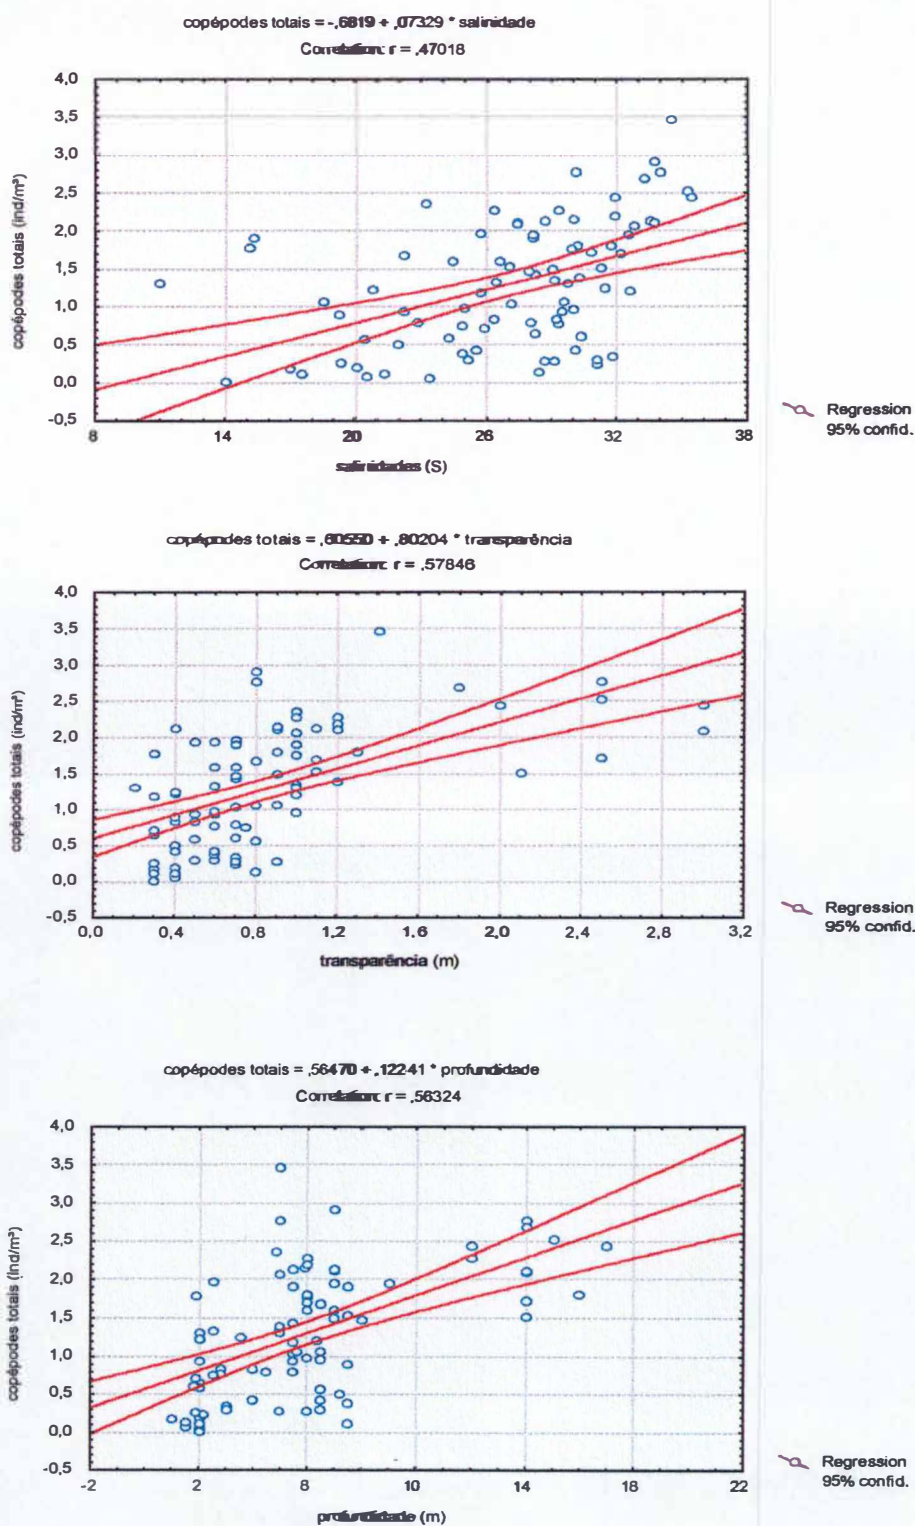 copépodes totais = -,6819 + ,07329 * salinidade
Correlation: r = ,47018
4,0
3,5
3,0
2,5
2,0
1,5
1,0
0,5
0,0
-0,5
copépodes totais (ind/m³)
8 14 20 26 32 38
salinidades (S)
Regression
95% confid.
copépodes totais = ,60550 + ,80204 * transparência
Correlation: r = ,57846
4,0
3,5
3,0
2,5
2,0
1,5
1,0
0,5
0,0
-0,5
copépodes totais (ind/m³)
0,0 0,4 0,8 1,2 1,6 2,0 2,4 2,8 3,2
transparência (m)
Regression
95% confid.
copépodes totais = ,56470 + ,12241 * profundidade
Correlation: r = ,56324
4,0
3,5
3,0
2,5
2,0
1,5
1,0
0,5
0,0
-0,5
copépodes totais (ind/m³)
-2 2 6 10 14 18 22
profundidade (m)
Regression
95% confid.